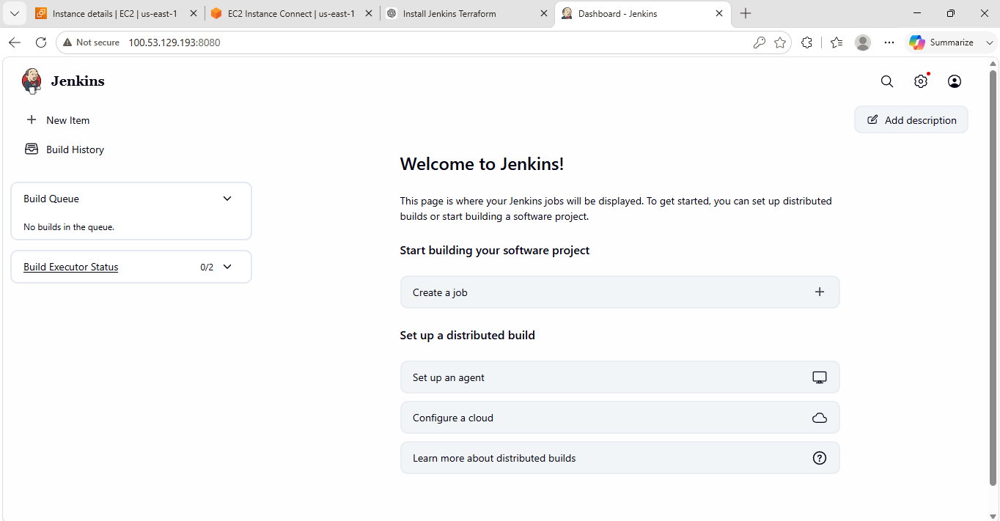 Instance details | EC2 | us-east-1
EC2 Instance Connect | us-east-1
Install Jenkins Terraform
Dashboard - Jenkins
Not secure
100.53.129.193:8080
Summarize
Jenkins
New Item
Add description
Build History
Welcome to Jenkins!
Build Queue
This page is where your Jenkins jobs will be displayed. To get started, you can set up distributed
builds or start building a software project.
No builds in the queue.
Start building your software project
Build Executor Status
0/2
Create a job
Set up a distributed build
Set up an agent
Configure a cloud
Learn more about distributed builds